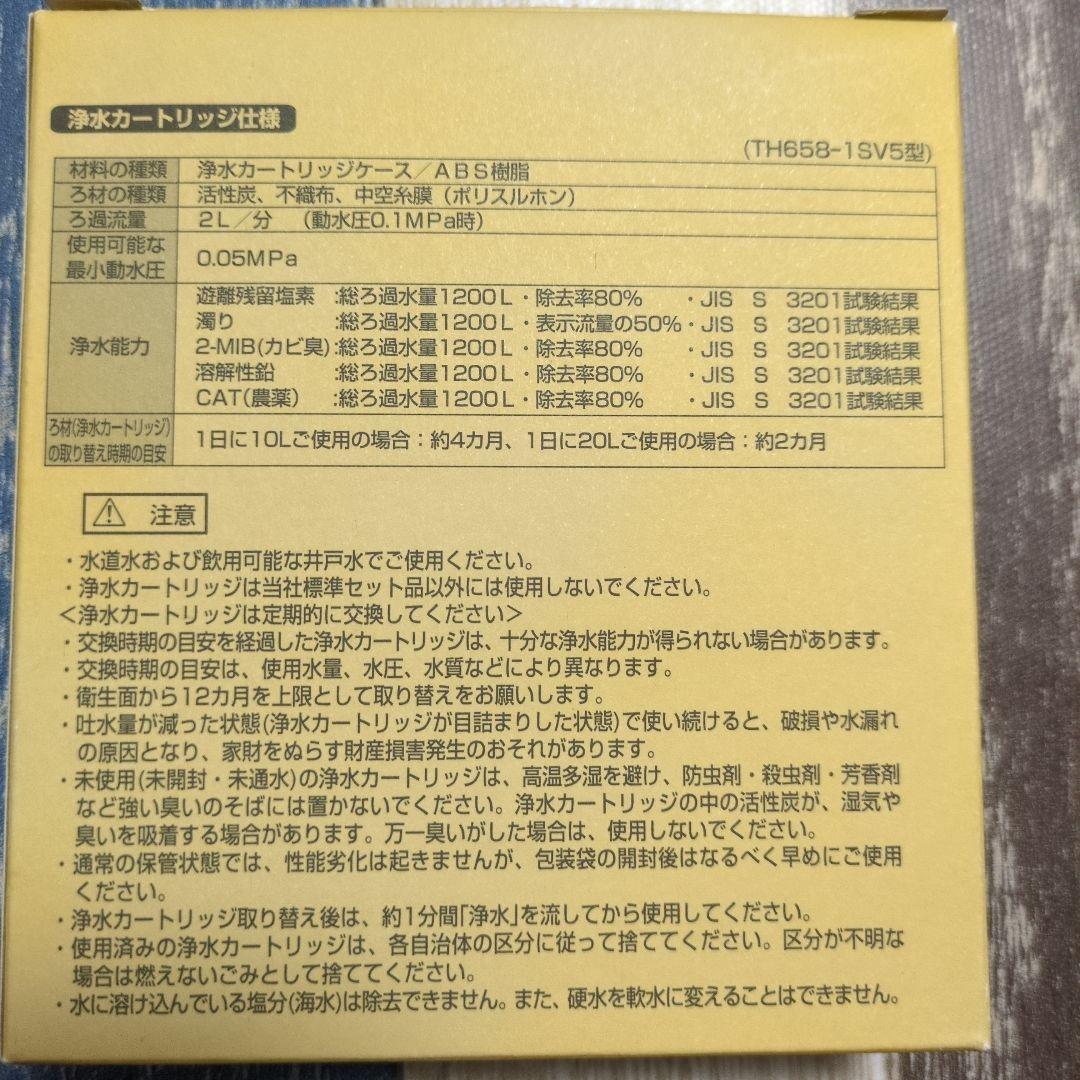 浄水カートリッジ仕様
(TH658-1SV5型)
材料の種類 浄水カートリッジケース／ABS樹脂
ろ材の種類 活性炭、不織布、中空糸膜（ポリスルホン）
ろ過流量 2L／分 （動水圧0.1MPa時）
使用可能な
最小動水圧 0.05MPa
浄水能力
遊離残留塩素 :総ろ過水量1200L・除去率80% ・JIS S 3201試験結果
濁り :総ろ過水量1200L・表示流量の50%・JIS S 3201試験結果
2-MIB(カビ臭):総ろ過水量1200L・除去率80% ・JIS S 3201試験結果
溶解性鉛 :総ろ過水量1200L・除去率80% ・JIS S 3201試験結果
CAT(農薬) :総ろ過水量1200L・除去率80% ・JIS S 3201試験結果
ろ材(浄水カートリッジ)
の取り替え時期の目安 1日に10Lご使用の場合：約4カ月、1日に20Lご使用の場合：約2カ月
⚠ 注意
・水道水および飲用可能な井戸水でご使用ください。
・浄水カートリッジは当社標準セット品以外には使用しないでください。
＜浄水カートリッジは定期的に交換してください＞
・交換時期の目安を経過した浄水カートリッジは、十分な浄水能力が得られない場合があります。
・交換時期の目安は、使用水量、水圧、水質などにより異なります。
・衛生面から12カ月を上限として取り替えをお願いします。
・吐水量が減った状態(浄水カートリッジが目詰まりした状態)で使い続けると、破損や水漏れ
の原因となり、家財をぬらす財産損害発生のおそれがあります。
・未使用(未開封・未通水)の浄水カートリッジは、高温多湿を避け、防虫剤・殺虫剤・芳香剤
など強い臭いのそばには置かないでください。浄水カートリッジの中の活性炭が、湿気や
臭いを吸着する場合があります。万一臭いがした場合は、使用しないでください。
・通常の保管状態では、性能劣化は起きませんが、包装袋の開封後はなるべく早めにご使用
ください。
・浄水カートリッジ取り替え後は、約1分間「浄水」を流してから使用してください。
・使用済みの浄水カートリッジは、各自治体の区分に従って捨ててください。区分が不明な
場合は燃えないごみとして捨ててください。
・水に溶け込んでいる塩分(海水)は除去できません。また、硬水を軟水に変えることはできません。